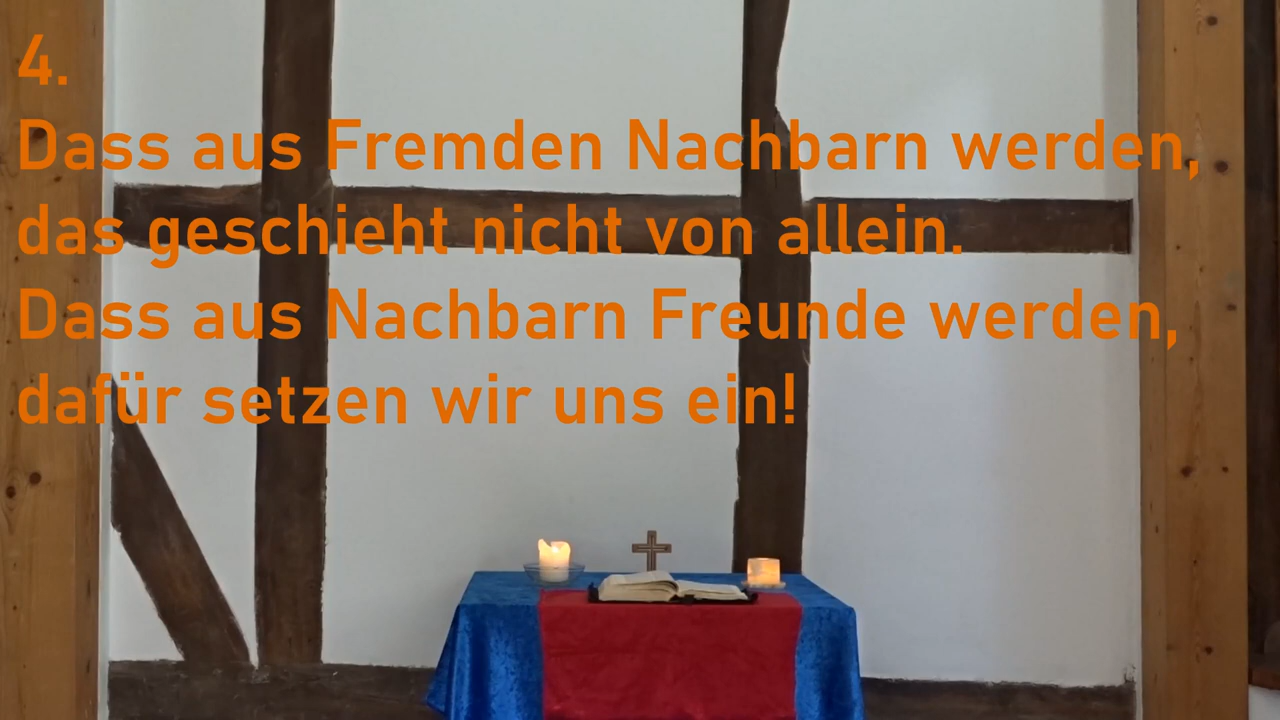 4.
Dass aus Fremden Nachbarn werden,
das geschieht nicht von allein.
Dass aus Nachbarn Freunde werden,
dafür setzen wir uns ein!